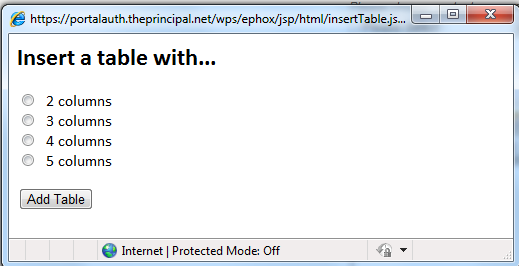 https://portalauth.theprincipal.net/wps/ephox/jsp/html/insertTable.js...
Insert a table with...
2 columns
3 columns
4 columns
5 columns
Add Table
Internet | Protected Mode: Off